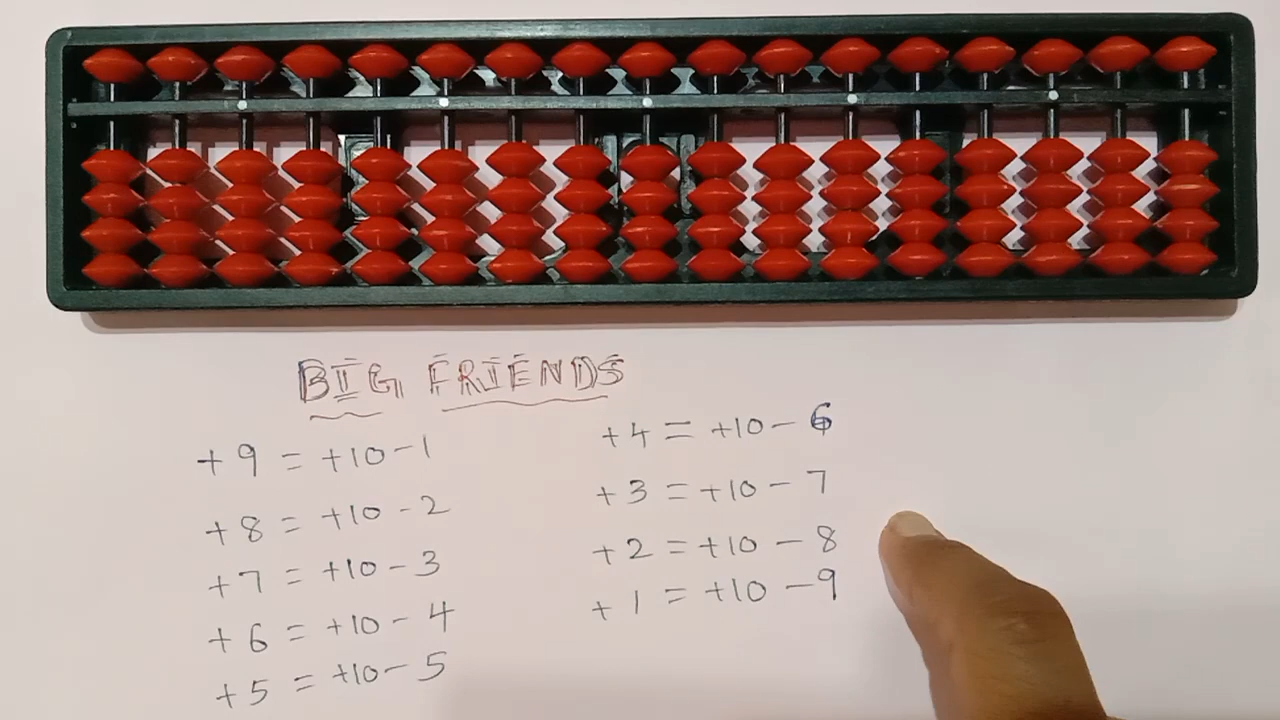 BIG FRIENDS
+9 = +10-1
+8 = +10-2
+7 = +10-3
+6 = +10-4
+5 = +10-5
+4 = +10-6
+3 = +10-7
+2 = +10-8
+1 = +10-9